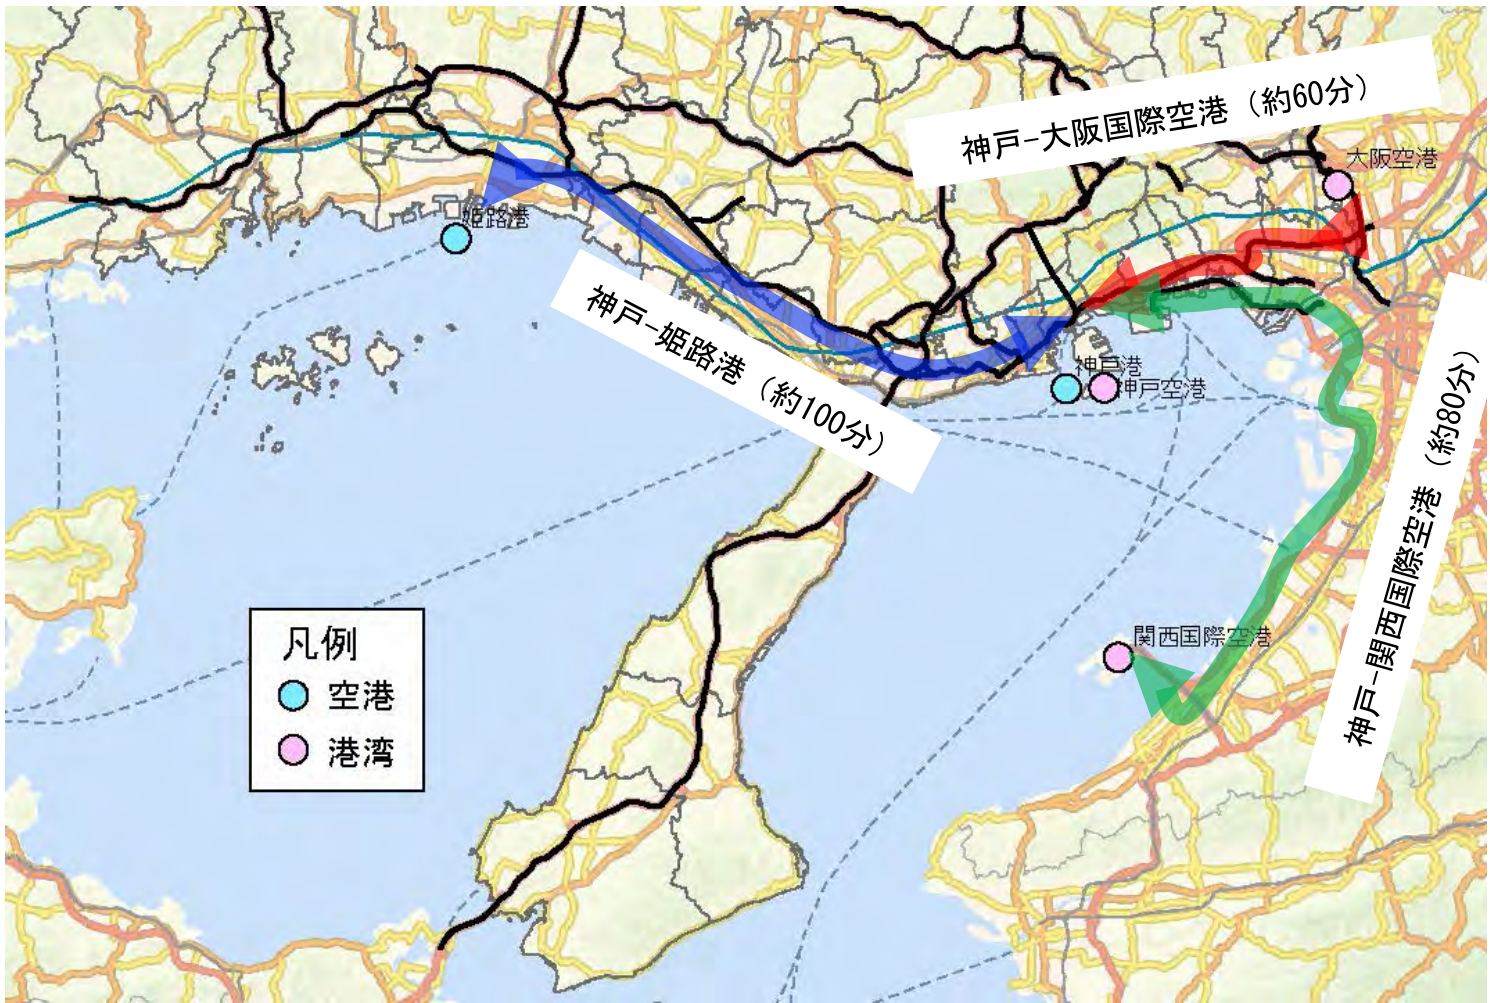 神戸-大阪国際空港（約60分）
大阪空港
姫路港
神戸-姫路港（約100分）
神戸港
神戸空港
神戸-関西国際空港（約80分）
関西国際空港
凡例
空港
港湾